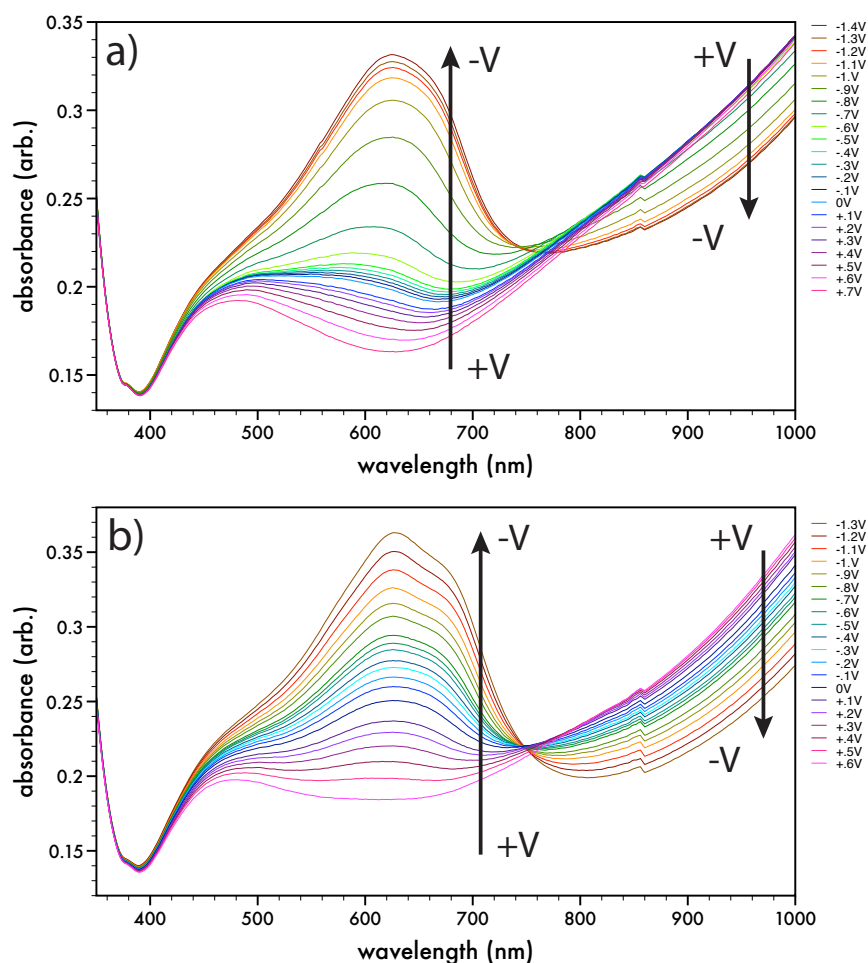 a)
0.35
0.3
0.25
0.2
0.15
absorbance (arb.)
-V
+V
+V
-V
400 500 600 700 800 900 1000
wavelength (nm)
-1.4V
-1.3V
-1.2V
-1.1V
-1.V
-.9V
-.8V
-.7V
-.6V
-.5V
-.4V
-.3V
-.2V
-.1V
0V
+.1V
+.2V
+.3V
+.4V
+.5V
+.6V
+.7V
b)
0.35
0.3
0.25
0.2
0.15
absorbance (arb.)
-V
+V
+V
-V
400 500 600 700 800 900 1000
wavelength (nm)
-1.3V
-1.2V
-1.1V
-1.V
-.9V
-.8V
-.7V
-.6V
-.5V
-.4V
-.3V
-.2V
-.1V
0V
+.1V
+.2V
+.3V
+.4V
+.5V
+.6V